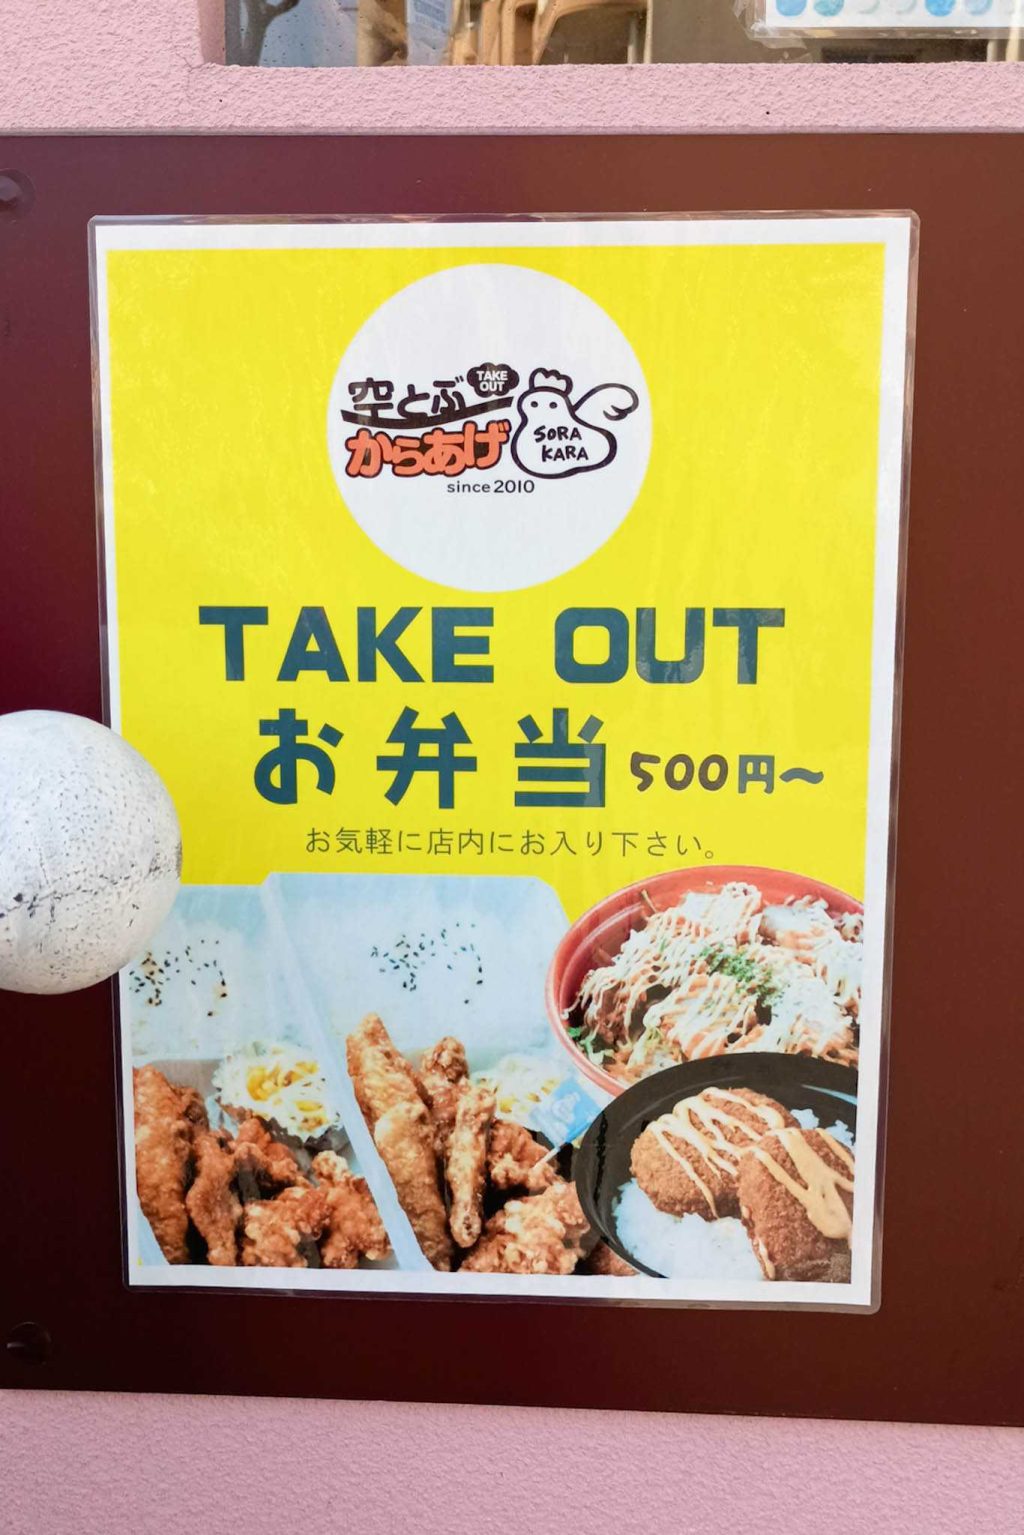 空とぶ
TAKE
OUT
からあげ
SORA
KARA
since 2010
TAKE OUT
お弁当 500円〜
お気軽に店内にお入り下さい。